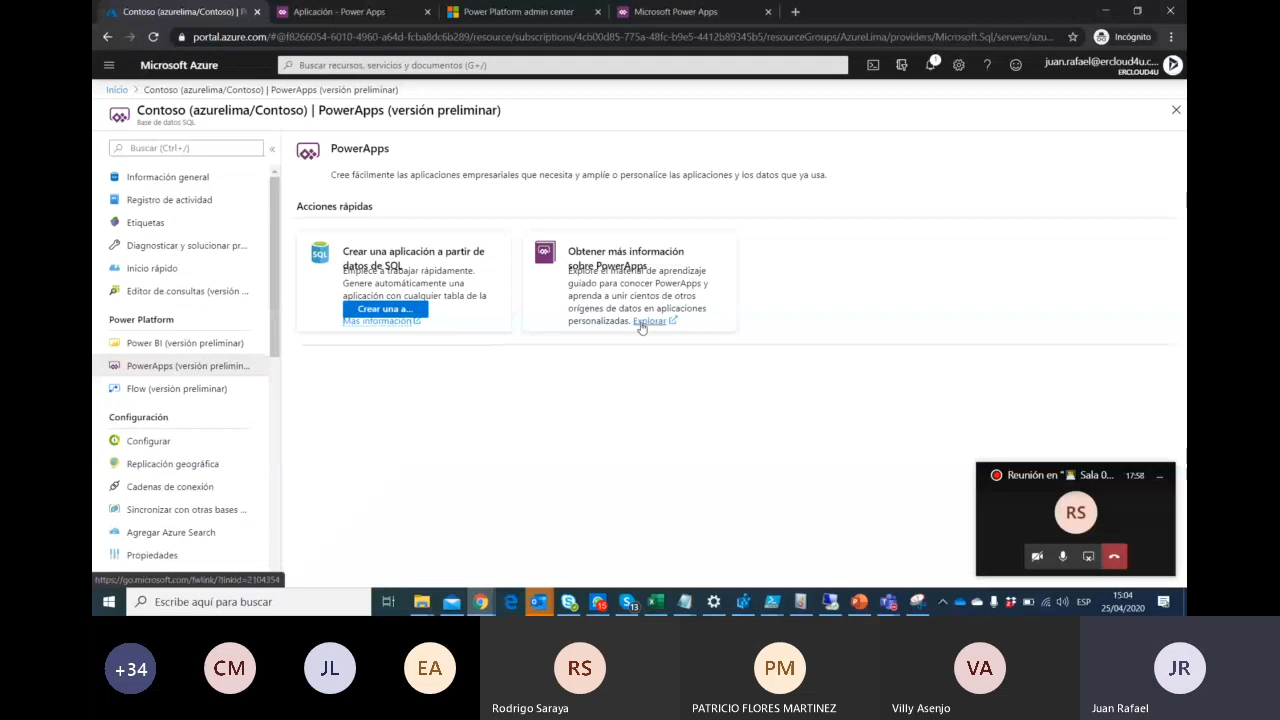 Contoso (azurelima/Contoso) | P
Aplicación - Power Apps
Power Platform admin center
Microsoft Power Apps
portal.azure.com/#@f8266054-6010-4960-a64d-fcba8dc6b289/resource/subscriptions/4cb00d85-775a-48fc-b9e5-4412b89345b5/resourceGroups/AzureLima/providers/Microsoft.Sql/servers/azu...
Incógnito
Microsoft Azure
Buscar recursos, servicios y documentos (G+/)
1
juan.rafael@ercloud4u.c...
ERCLOUD4U
Inicio > Contoso (azurelima/Contoso) | PowerApps (versión preliminar)
Contoso (azurelima/Contoso) | PowerApps (versión preliminar)
Base de datos SQL
Buscar (Ctrl+/)
«
Información general
Registro de actividad
Etiquetas
Diagnosticar y solucionar pr...
Inicio rápido
Editor de consultas (versión ...
Power Platform
Power BI (versión preliminar)
PowerApps (versión prelimin...
Flow (versión preliminar)
Configuración
Configurar
Replicación geográfica
Cadenas de conexión
Sincronizar con otras bases ...
Agregar Azure Search
Propiedades
https://go.microsoft.com/fwlink/?linkid=2104354
PowerApps
Cree fácilmente las aplicaciones empresariales que necesita y amplíe o personalice las aplicaciones y los datos que ya usa.
Acciones rápidas
SQL
Crear una aplicación a partir de
datos de SQL
Empiece a trabajar rápidamente.
Genere automáticamente una
aplicación con cualquier tabla de la
Crear una a...
Más información
Obtener más información
sobre PowerApps
Explore el material de aprendizaje
guiado para conocer PowerApps y
aprenda a unir cientos de otros
orígenes de datos en aplicaciones
personalizadas. Explorar
Reunión en "
Sala 0...
17:58
RS
Escribe aquí para buscar
15
13
ESP
15:04
25/04/2020
+34
CM
JL
EA
RS
Rodrigo Saraya
PM
PATRICIO FLORES MARTINEZ
VA
Villy Asenjo
JR
Juan Rafael